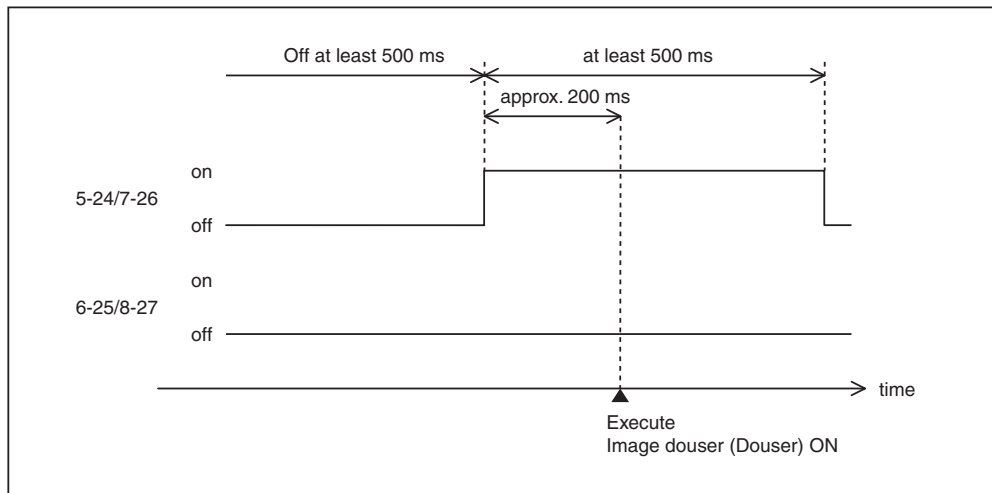 Off at least 500 ms
at least 500 ms
approx. 200 ms
on
5-24/7-26
off
on
6-25/8-27
off
time
Execute
Image douser (Douser) ON